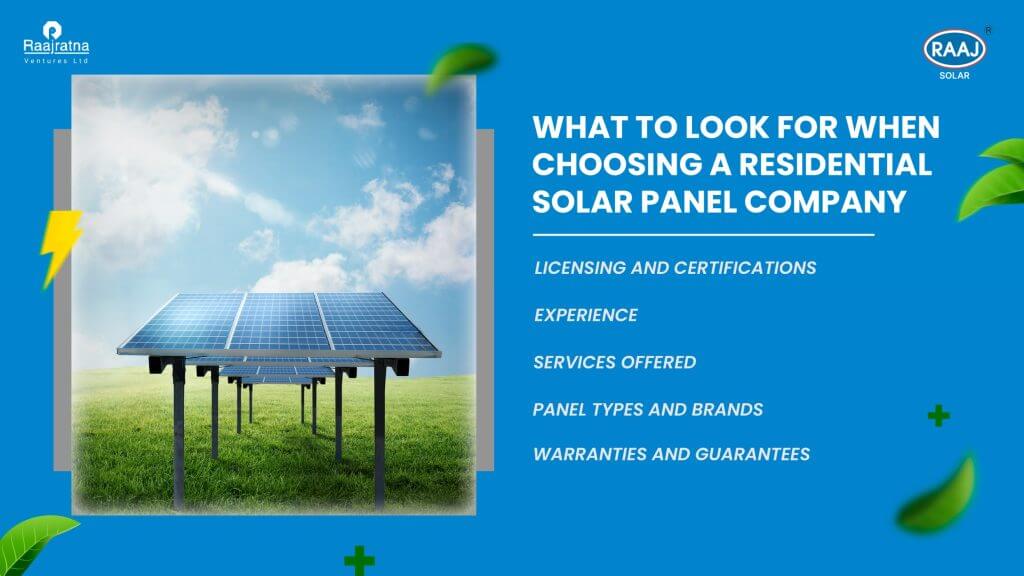 Raajratna
Ventures Ltd
RAAJ
®
SOLAR
WHAT TO LOOK FOR WHEN
CHOOSING A RESIDENTIAL
SOLAR PANEL COMPANY
LICENSING AND CERTIFICATIONS
EXPERIENCE
SERVICES OFFERED
PANEL TYPES AND BRANDS
WARRANTIES AND GUARANTEES